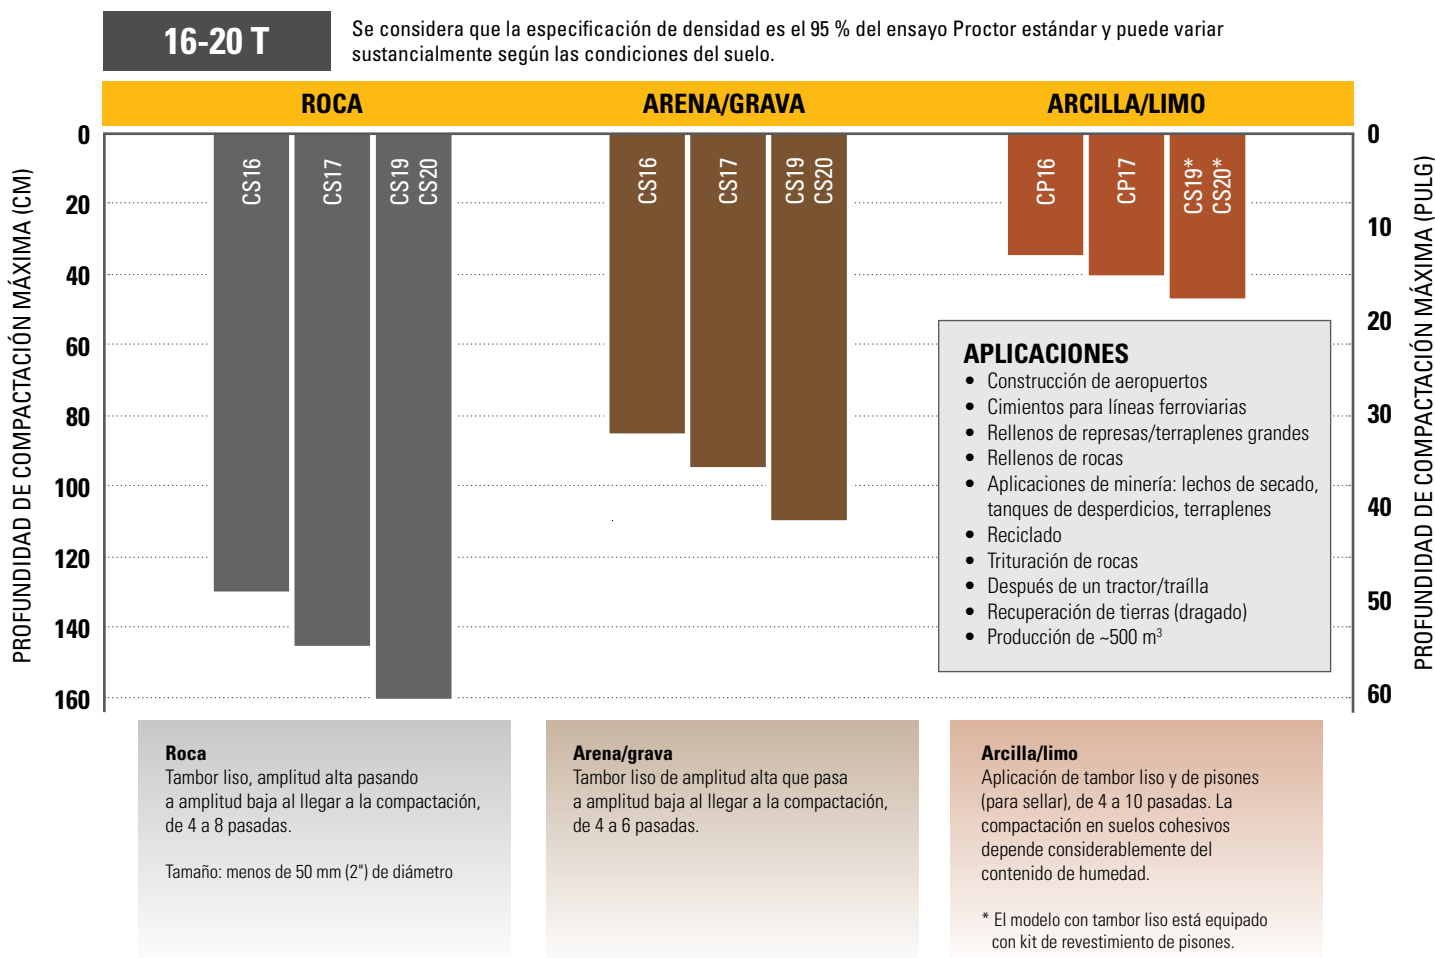 16-20 T
Se considera que la especificación de densidad es el 95 % del ensayo Proctor estándar y puede variar
sustancialmente según las condiciones del suelo.
ROCA
ARENA/GRAVA
ARCILLA/LIMO
PROFUNDIDAD DE COMPACTACIÓN MÁXIMA (CM)
0
20
40
60
80
100
120
140
160
CS16
CS17
CS19
CS20
CS16
CS17
CS19
CS20
CP16
CP17
CS19*
CS20*
0
10
20
30
40
50
60
PROFUNDIDAD DE COMPACTACIÓN MÁXIMA (PULG)
APLICACIONES
• Construcción de aeropuertos
• Cimientos para líneas ferroviarias
• Rellenos de represas/terraplenes grandes
• Rellenos de rocas
• Aplicaciones de minería: lechos de secado,
tanques de desperdicios, terraplenes
• Reciclado
• Trituración de rocas
• Después de un tractor/traílla
• Recuperación de tierras (dragado)
• Producción de ~500 m³
Roca
Tambor liso, amplitud alta pasando
a amplitud baja al llegar a la compactación,
de 4 a 8 pasadas.
Tamaño: menos de 50 mm (2") de diámetro
Arena/grava
Tambor liso de amplitud alta que pasa
a amplitud baja al llegar a la compactación,
de 4 a 6 pasadas.
Arcilla/limo
Aplicación de tambor liso y de pisones
(para sellar), de 4 a 10 pasadas. La
compactación en suelos cohesivos
depende considerablemente del
contenido de humedad.
* El modelo con tambor liso está equipado
con kit de revestimiento de pisones.